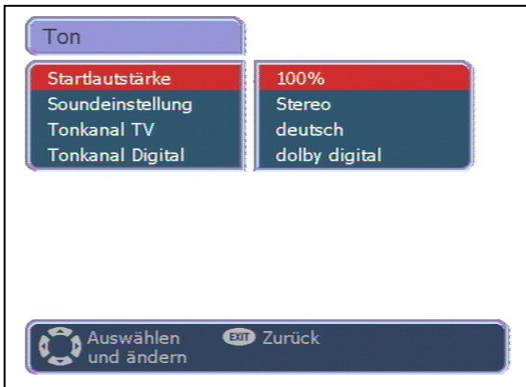 Ton
Startlautstärke 100%
Soundeinstellung Stereo
Tonkanal TV deutsch
Tonkanal Digital dolby digital
Auswählen EXIT Zurück
und ändern